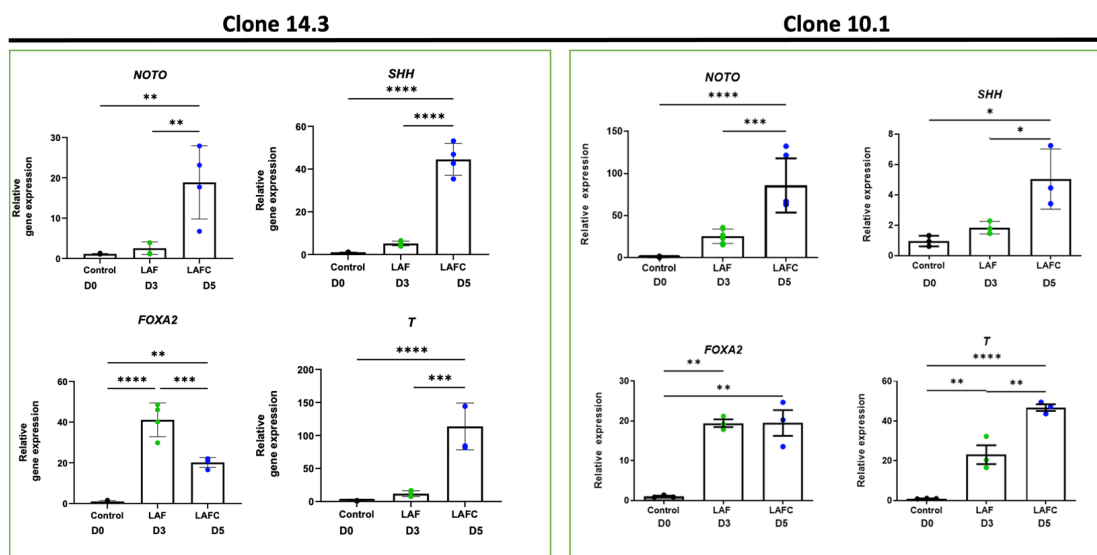 Clone 14.3
Clone 10.1
NOTO
**
**
Relative
gene expression
30
20
10
0
Control
LAF
LAFC
D0
D3
D5
SHH
****
****
Relative
gene expression
60
40
20
0
Control
LAF
LAFC
D0
D3
D5
FOXA2
**
****
***
Relative
gene expression
60
40
20
0
Control
LAF
LAFC
D0
D3
D5
T
****
***
Relative
gene expression
200
150
100
50
0
Control
LAF
LAFC
D0
D3
D5
NOTO
****
***
Relative expression
150
100
50
0
Control
LAF
LAFC
D0
D3
D5
SHH
*
*
Relative expression
8
6
4
2
0
Control
LAF
LAFC
D0
D3
D5
FOXA2
**
**
Relative expression
30
20
10
0
Control
LAF
LAFC
D0
D3
D5
T
****
**
**
Relative expression
60
40
20
0
Control
LAF
LAFC
D0
D3
D5